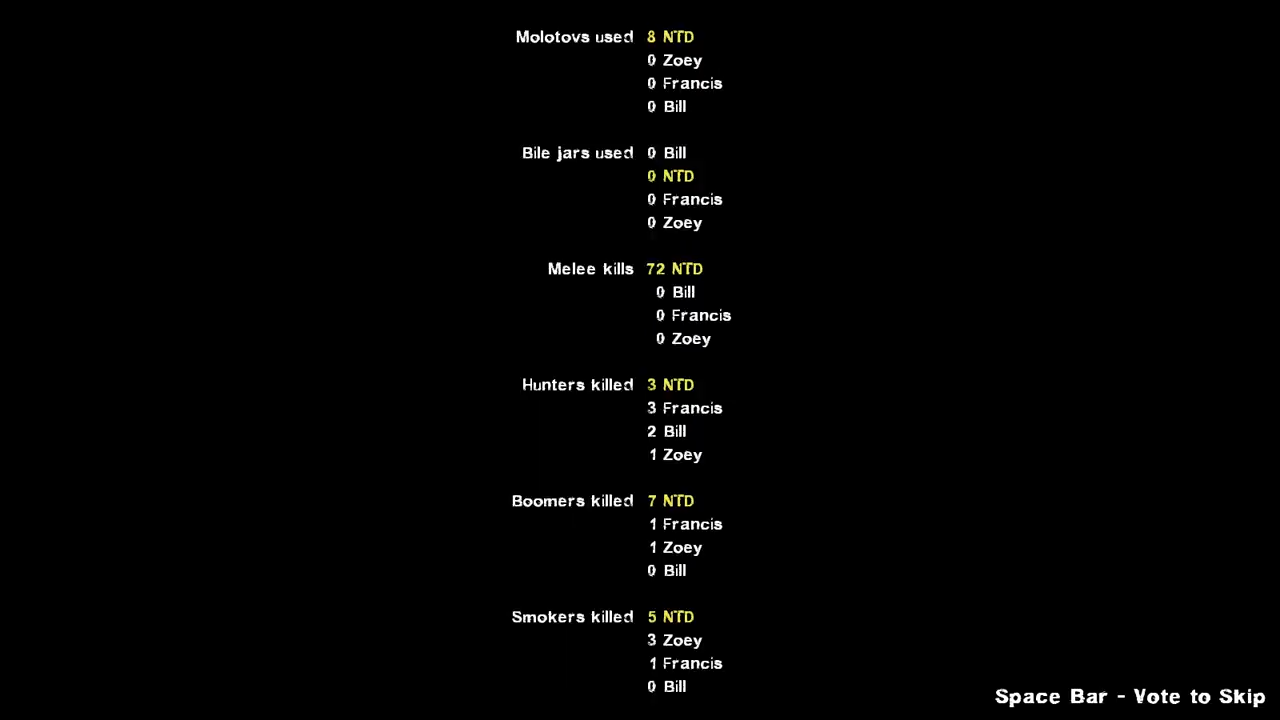 Molotovs used 8 NTD
0 Zoey
0 Francis
0 Bill
Bile jars used 0 Bill
0 NTD
0 Francis
0 Zoey
Melee kills 72 NTD
0 Bill
0 Francis
0 Zoey
Hunters killed 3 NTD
3 Francis
2 Bill
1 Zoey
Boomers killed 7 NTD
1 Francis
1 Zoey
0 Bill
Smokers killed 5 NTD
3 Zoey
1 Francis
0 Bill
Space Bar - Vote to Skip